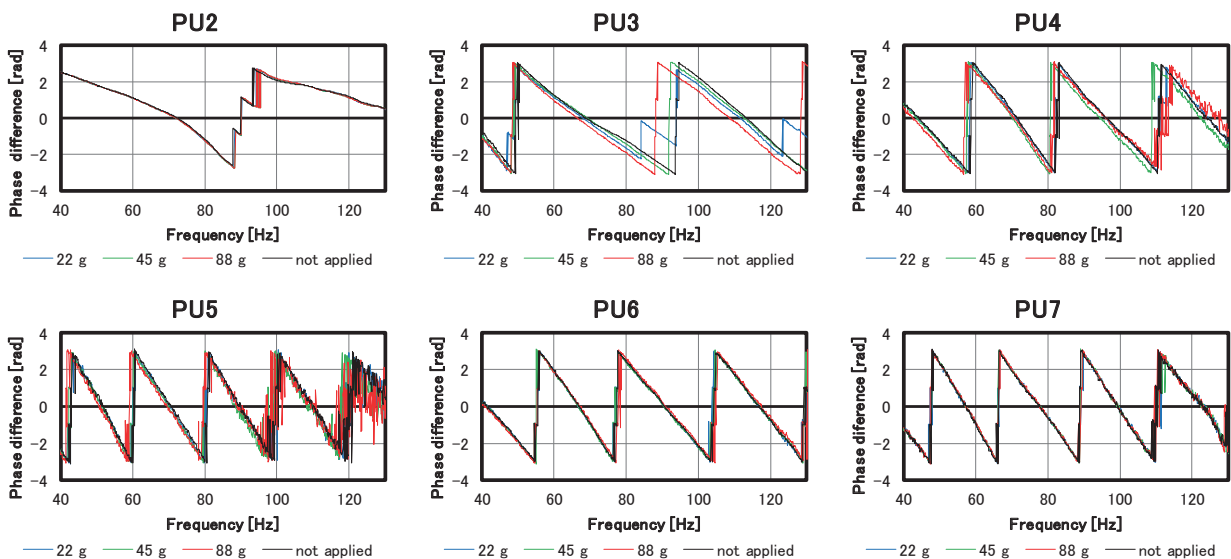 PU2
PU3
PU4
Phase difference [rad]
4
2
0
−2
−4
40 60 80 100 120
Frequency [Hz]
22 g 45 g 88 g not applied
Phase difference [rad]
4
2
0
−2
−4
40 60 80 100 120
Frequency [Hz]
22 g 45 g 88 g not applied
Phase difference [rad]
4
2
0
−2
−4
40 60 80 100 120
Frequency [Hz]
22 g 45 g 88 g not applied
PU5
PU6
PU7
Phase difference [rad]
4
2
0
−2
−4
40 60 80 100 120
Frequency [Hz]
22 g 45 g 88 g not applied
Phase difference [rad]
4
2
0
−2
−4
40 60 80 100 120
Frequency [Hz]
22 g 45 g 88 g not applied
Phase difference [rad]
4
2
0
−2
−4
40 60 80 100 120
Frequency [Hz]
22 g 45 g 88 g not applied